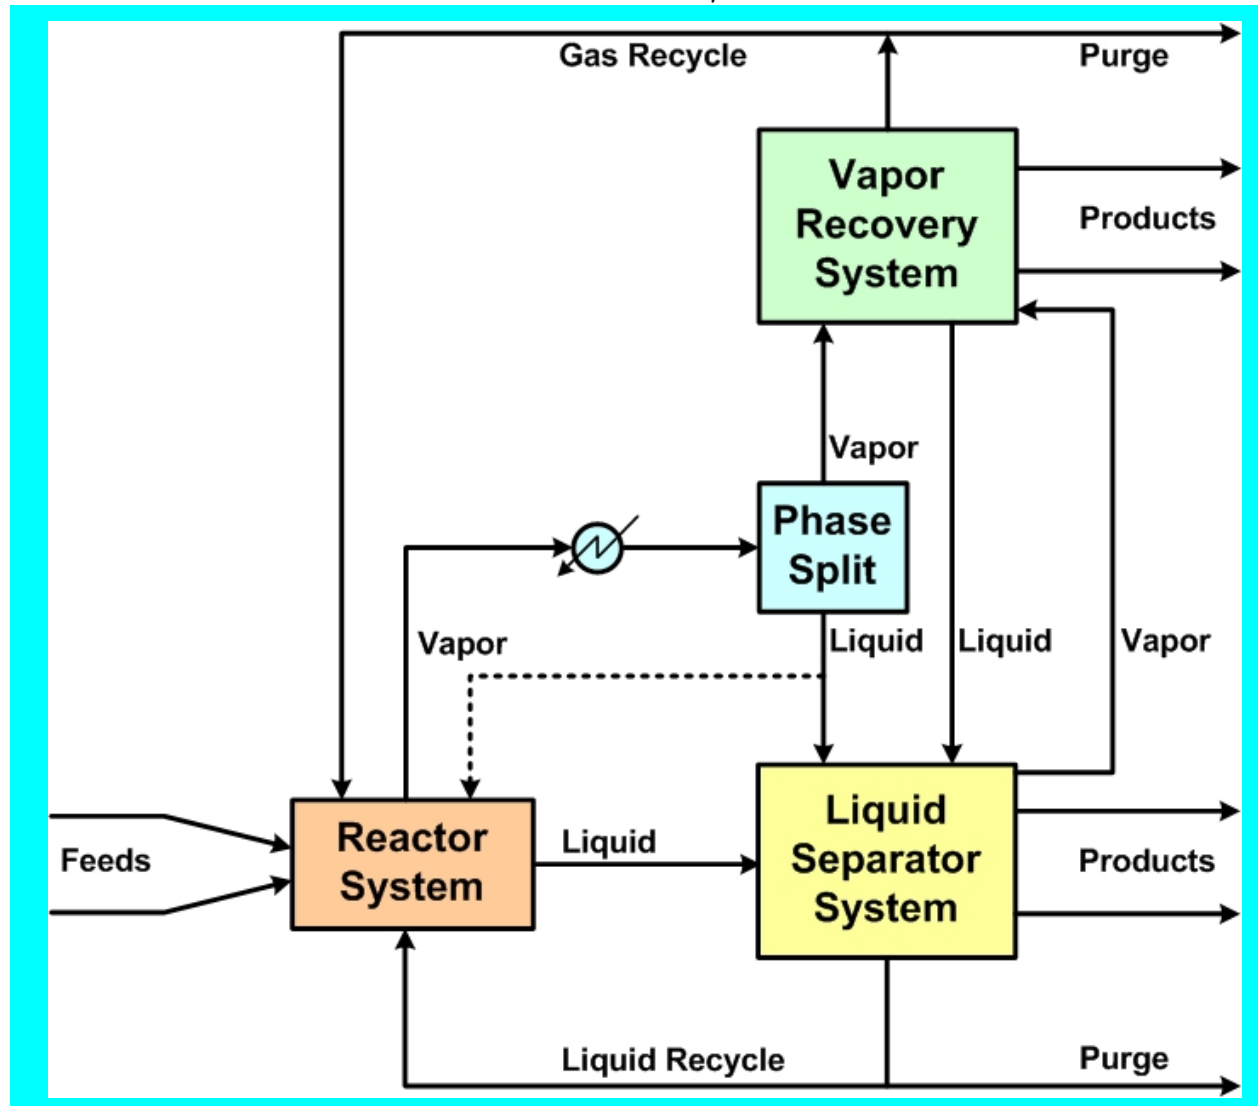 Gas Recycle
Purge
Vapor
Recovery
System
Products
Vapor
Phase
Split
Vapor
Liquid
Liquid
Vapor
Feeds
Reactor
System
Liquid
Liquid
Separator
System
Products
Liquid Recycle
Purge